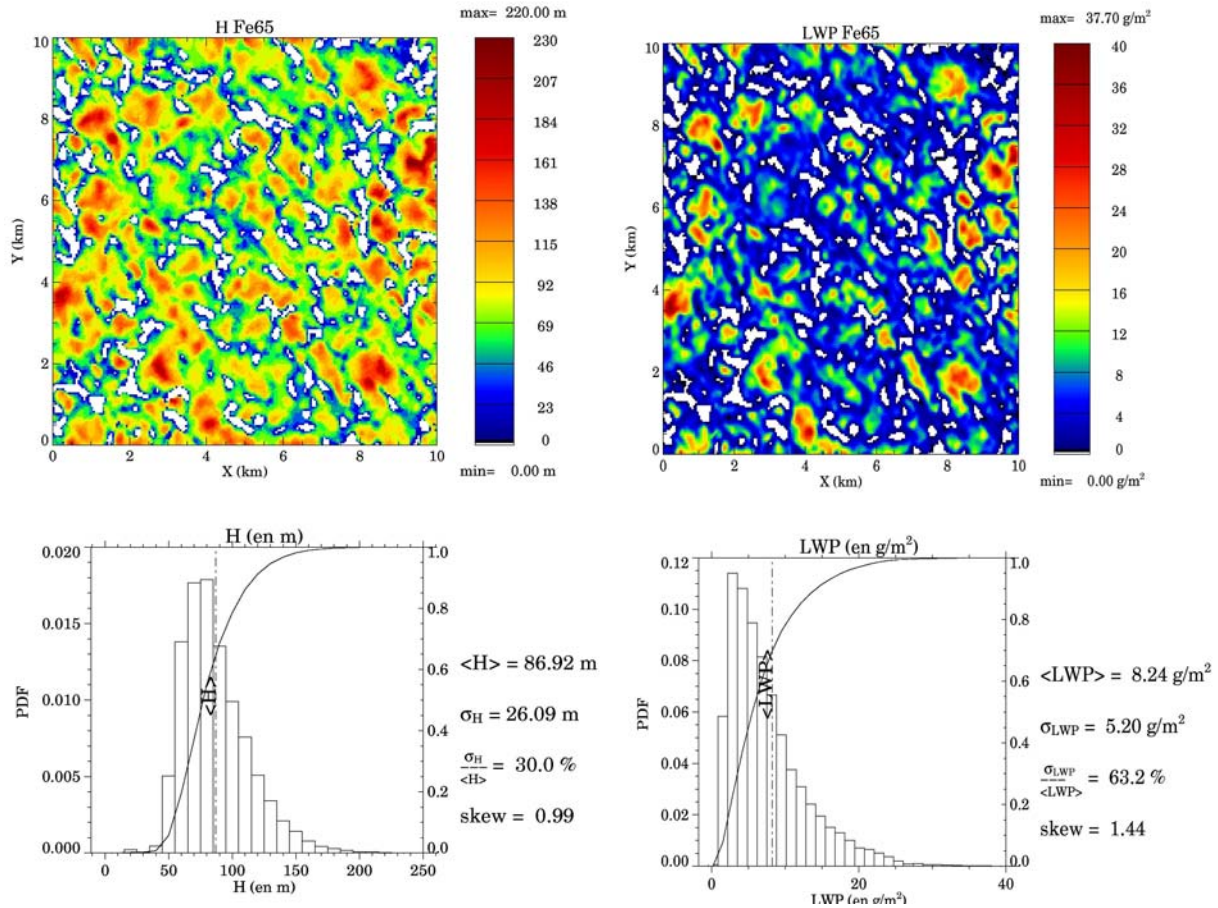 max= 220.00 m
H Fe65
10
8
6
4
2
0
Y (km)
0
2
4
6
8
10
X (km)
230
207
184
161
138
115
92
69
46
23
0
min= 0.00 m
max= 37.70 g/m²
LWP Fe65
10
8
6
4
2
0
Y (km)
0
2
4
6
8
10
X (km)
40
36
32
28
24
20
16
12
8
4
0
min= 0.00 g/m²
H (en m)
0.020
0.015
0.010
0.005
0.000
PDF
1.0
0.8
0.6
0.4
0.2
0.0
<H>
0
50
100
150
200
250
H (en m)
<H> = 86.92 m
σH = 26.09 m
σH
<H>
= 30.0 %
skew = 0.99
LWP (en g/m²)
0.12
0.10
0.08
0.06
0.04
0.02
0.00
PDF
1.0
0.8
0.6
0.4
0.2
0.0
<LWP>
0
20
40
LWP (en g/m²)
<LWP> = 8.24 g/m²
σLWP = 5.20 g/m²
σLWP
<LWP>
= 63.2 %
skew = 1.44